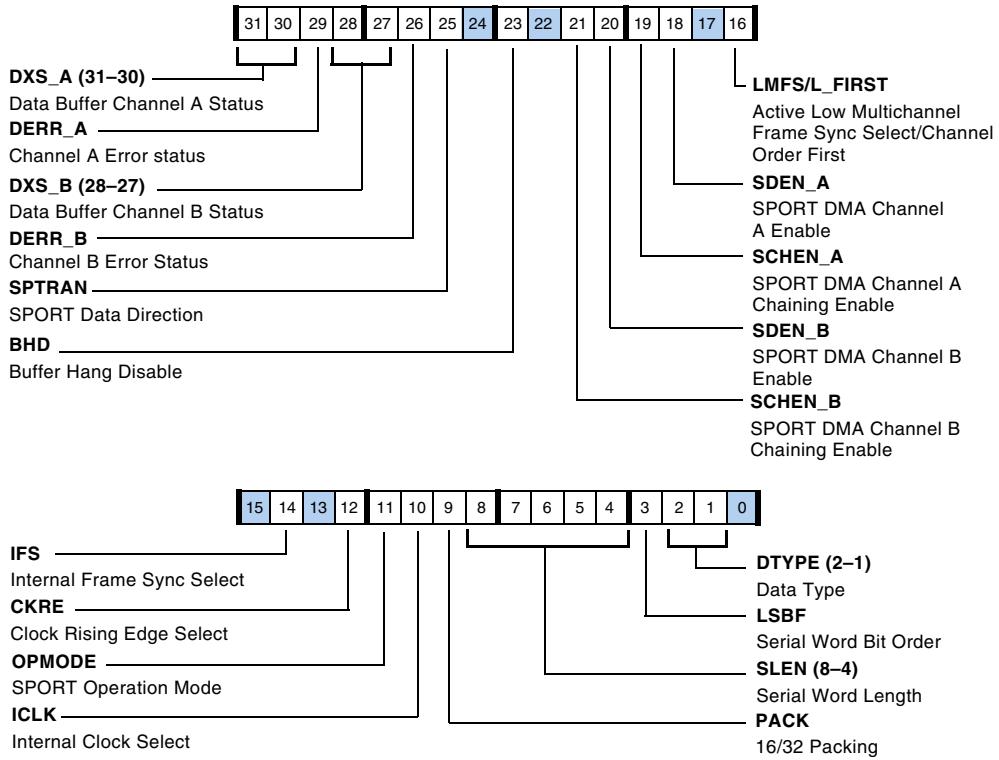 31 30 29 28 27 26 25 24 23 22 21 20 19 18 17 16
DXS_A (31–30)
Data Buffer Channel A Status
DERR_A
Channel A Error status
DXS_B (28–27)
Data Buffer Channel B Status
DERR_B
Channel B Error Status
SPTRAN
SPORT Data Direction
BHD
Buffer Hang Disable
LMFS/L_FIRST
Active Low Multichannel
Frame Sync Select/Channel
Order First
SDEN_A
SPORT DMA Channel
A Enable
SCHEN_A
SPORT DMA Channel A
Chaining Enable
SDEN_B
SPORT DMA Channel B
Enable
SCHEN_B
SPORT DMA Channel B
Chaining Enable
15 14 13 12 11 10 9 8 7 6 5 4 3 2 1 0
IFS
Internal Frame Sync Select
CKRE
Clock Rising Edge Select
OPMODE
SPORT Operation Mode
ICLK
Internal Clock Select
DTYPE (2–1)
Data Type
LSBF
Serial Word Bit Order
SLEN (8–4)
Serial Word Length
PACK
16/32 Packing